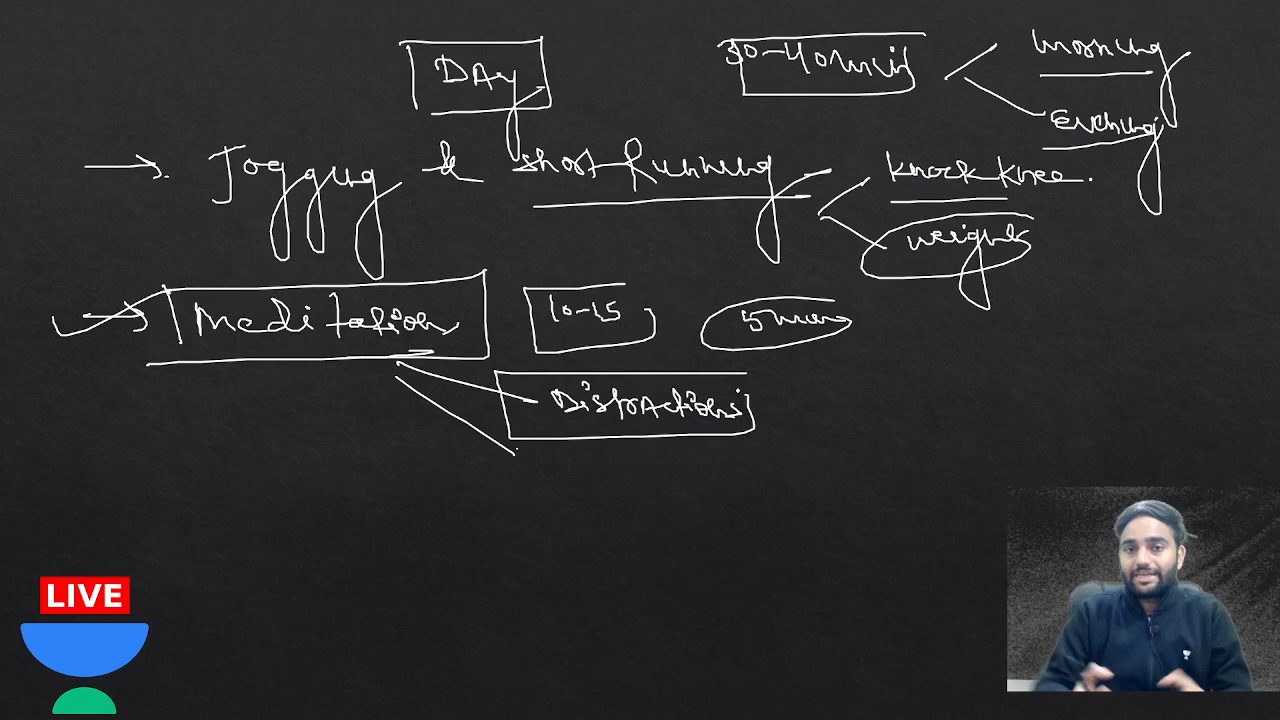 DAy 30-40 min morning
Evening
→ Jogging & short Running knock knee.
weights
→ Meditation 10-15 5 min
Distractions
LIVE